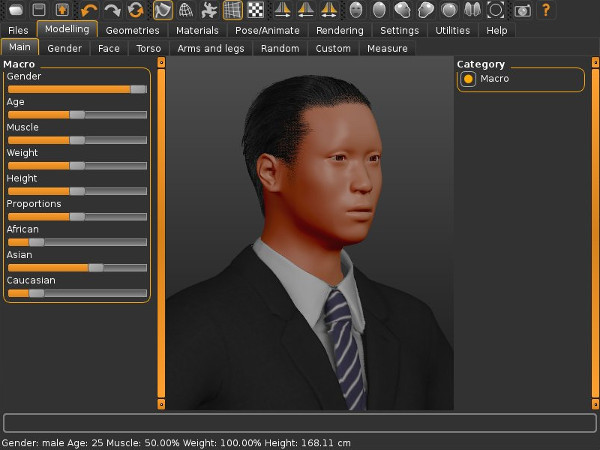 Files Modelling Geometries Materials Pose/Animate Rendering Settings Utilities Help
Main Gender Face Torso Arms and legs Random Custom Measure
Macro
Gender
Age
Muscle
Weight
Height
Proportions
African
Asian
Caucasian
Category
Macro
Gender: male Age: 25 Muscle: 50.00% Weight: 100.00% Height: 168.11 cm